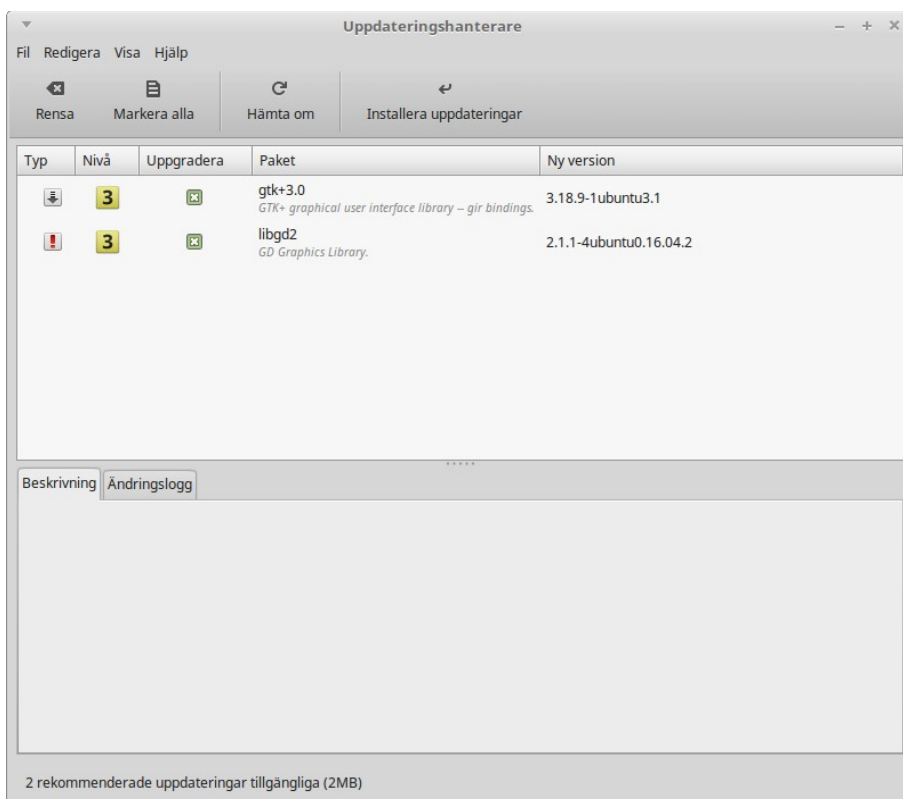 Uppdateringshanterare
Fil Redigera Visa Hjälp
Rensa Markera alla Hämta om Installera uppdateringar
Typ Nivå Uppgradera Paket Ny version
3 gtk+3.0 3.18.9-1ubuntu3.1
GTK+ graphical user interface library -- gir bindings.
3 libgd2 2.1.1-4ubuntu0.16.04.2
GD Graphics Library.
Beskrivning Ändringslogg
2 rekommenderade uppdateringar tillgängliga (2MB)